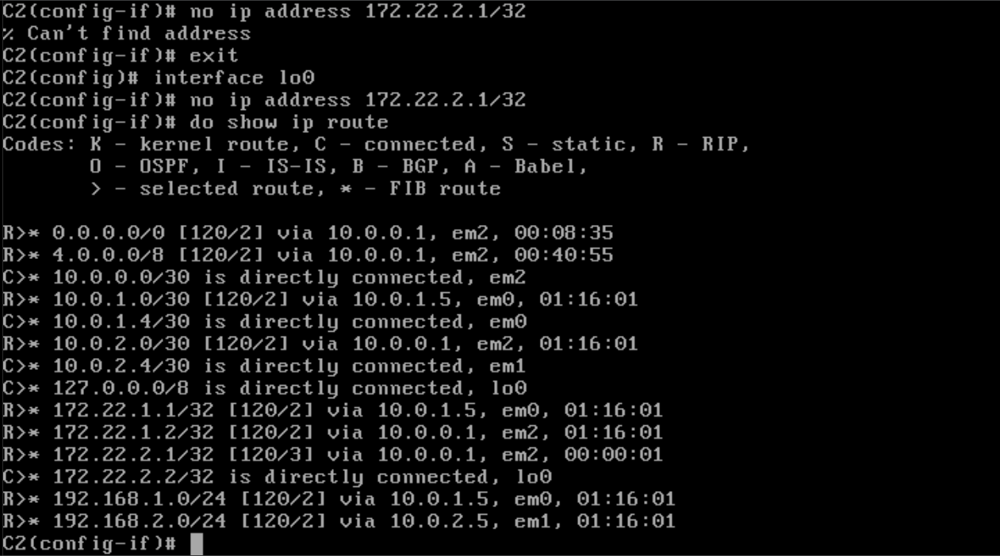 C2(config-if)# no ip address 172.22.2.1/32
% Can't find address
C2(config-if)# exit
C2(config)# interface lo0
C2(config-if)# no ip address 172.22.2.1/32
C2(config-if)# do show ip route
Codes: K - kernel route, C - connected, S - static, R - RIP,
       O - OSPF, I - IS-IS, B - BGP, A - Babel,
       > - selected route, * - FIB route

R>* 0.0.0.0/0 [120/2] via 10.0.0.1, em2, 00:08:35
R>* 4.0.0.0/8 [120/2] via 10.0.0.1, em2, 00:40:55
C>* 10.0.0.0/30 is directly connected, em2
R>* 10.0.1.0/30 [120/2] via 10.0.1.5, em0, 01:16:01
C>* 10.0.1.4/30 is directly connected, em0
R>* 10.0.2.0/30 [120/2] via 10.0.0.1, em2, 01:16:01
C>* 10.0.2.4/30 is directly connected, em1
C>* 127.0.0.0/8 is directly connected, lo0
R>* 172.22.1.1/32 [120/2] via 10.0.1.5, em0, 01:16:01
R>* 172.22.1.2/32 [120/2] via 10.0.0.1, em2, 01:16:01
R>* 172.22.2.1/32 [120/3] via 10.0.0.1, em2, 00:00:01
C>* 172.22.2.2/32 is directly connected, lo0
R>* 192.168.1.0/24 [120/2] via 10.0.1.5, em0, 01:16:01
R>* 192.168.2.0/24 [120/2] via 10.0.2.5, em1, 01:16:01
C2(config-if)#